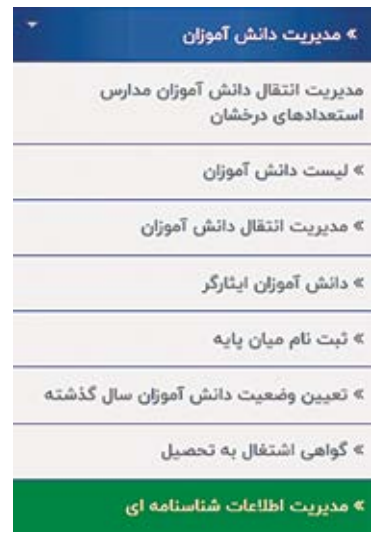 » مدیریت دانش آموزان
مدیریت انتقال دانش آموزان مدارس
استعدادهای درخشان
» لیست دانش آموزان
» مدیریت انتقال دانش آموزان
» دانش آموزان ایثارگر
» ثبت نام میان پایه
» تعیین وضعیت دانش آموزان سال گذشته
» گواهی اشتغال به تحصیل
» مدیریت اطلاعات شناسنامه ای